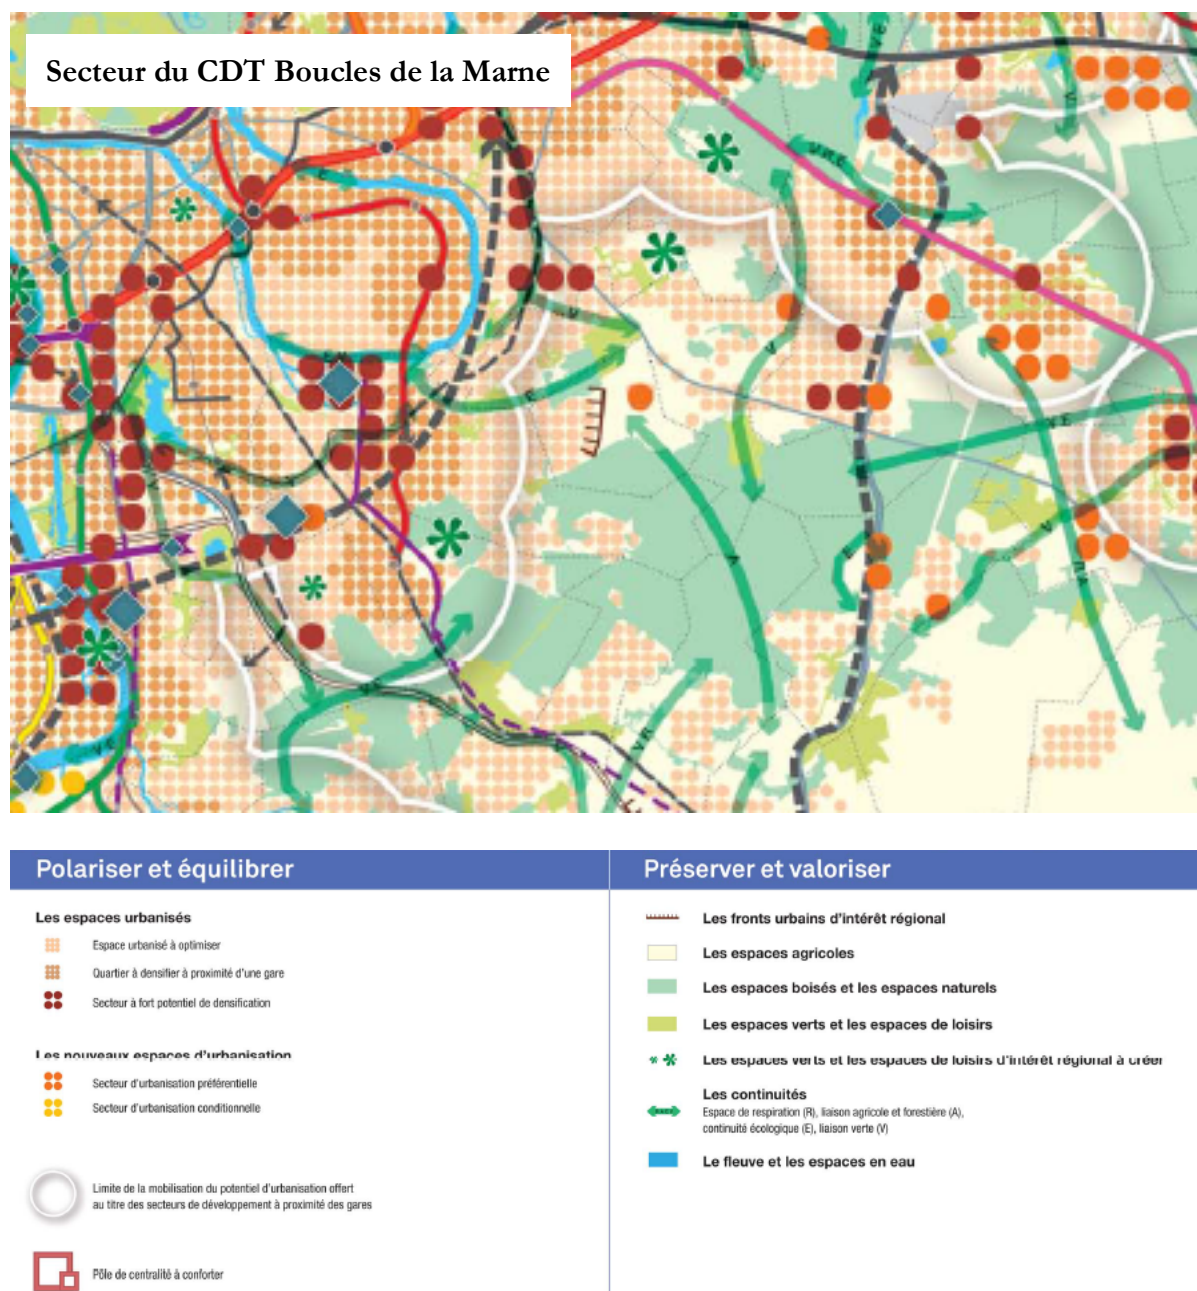 Secteur du CDT Boucles de la Marne
VE
V
VRE
E
V
V
E
VE
V
E
A
VE
VR
VE
Polariser et équilibrer
Les espaces urbanisés
Espace urbanisé à optimiser
Quartier à densifier à proximité d'une gare
Secteur à fort potentiel de densification
Les nouveaux espaces d'urbanisation
Secteur d'urbanisation préférentielle
Secteur d'urbanisation conditionnelle
Limite de la mobilisation du potentiel d'urbanisation offert
au titre des secteurs de développement à proximité des gares
Pôle de centralité à conforter
Préserver et valoriser
Les fronts urbains d'intérêt régional
Les espaces agricoles
Les espaces boisés et les espaces naturels
Les espaces verts et les espaces de loisirs
Les espaces verts et les espaces de loisirs d'intérêt régional à créer
Les continuités
Espace de respiration (R), liaison agricole et forestière (A),
continuité écologique (E), liaison verte (V)
Le fleuve et les espaces en eau